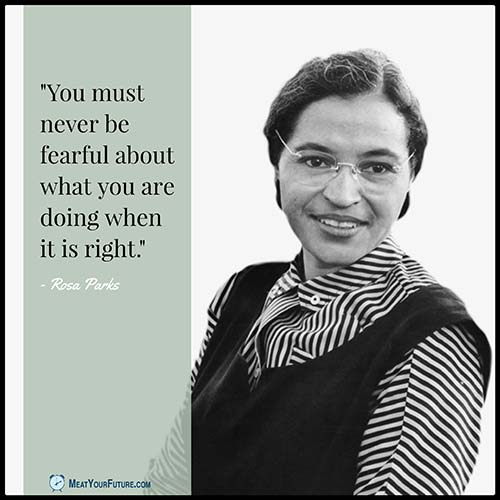 "You must
never be
fearful about
what you are
doing when
it is right."
- Rosa Parks
MeatYourFuture.com